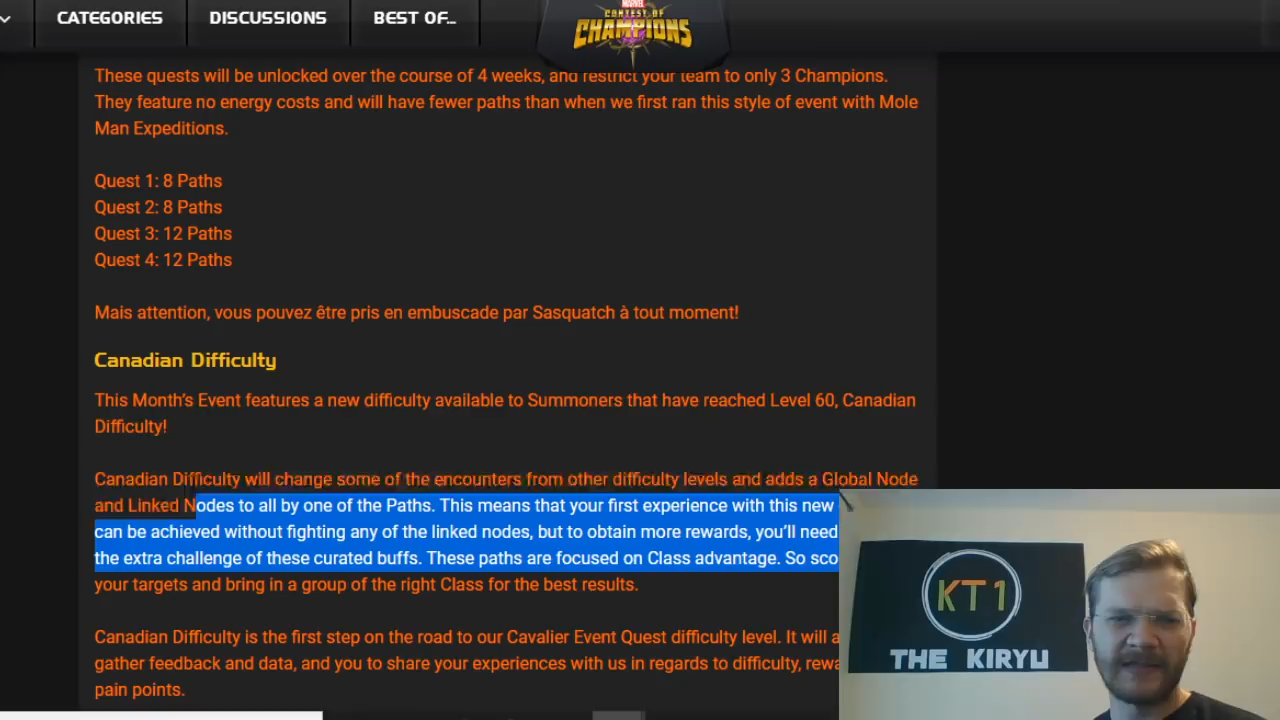 CATEGORIES DISCUSSIONS BEST OF...
MARVEL
CONTEST OF
CHAMPIONS
These quests will be unlocked over the course of 4 weeks, and restrict your team to only 3 Champions.
They feature no energy costs and will have fewer paths than when we first ran this style of event with Mole
Man Expeditions.
Quest 1: 8 Paths
Quest 2: 8 Paths
Quest 3: 12 Paths
Quest 4: 12 Paths
Mais attention, vous pouvez être pris en embuscade par Sasquatch à tout moment!
Canadian Difficulty
This Month's Event features a new difficulty available to Summoners that have reached Level 60, Canadian
Difficulty!
Canadian Difficulty will change some of the encounters from other difficulty levels and adds a Global Node
and Linked Nodes to all by one of the Paths. This means that your first experience with this new
can be achieved without fighting any of the linked nodes, but to obtain more rewards, you'll need
the extra challenge of these curated buffs. These paths are focused on Class advantage. So sco
your targets and bring in a group of the right Class for the best results.
Canadian Difficulty is the first step on the road to our Cavalier Event Quest difficulty level. It will a
gather feedback and data, and you to share your experiences with us in regards to difficulty, rewa
pain points.
KT1
THE KIRYU